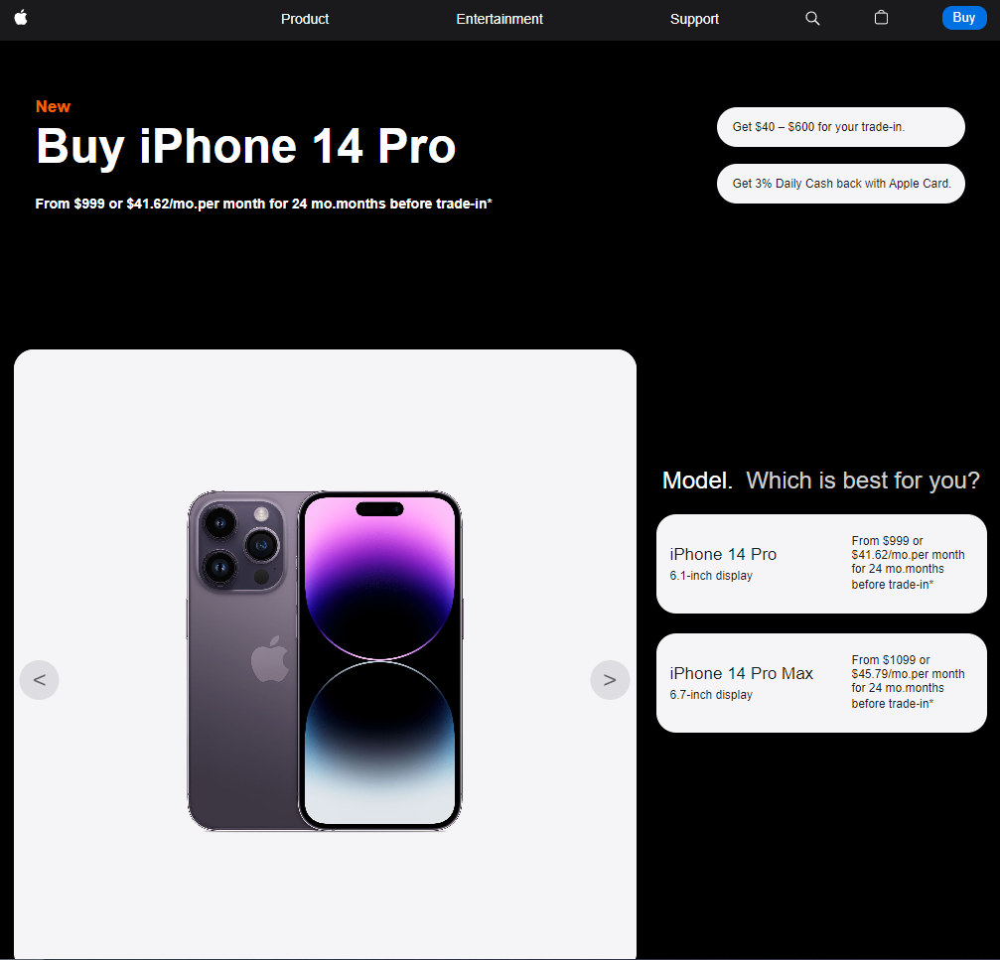 Product
Entertainment
Support
Buy
New
Buy iPhone 14 Pro
From $999 or $41.62/mo.per month for 24 mo.months before trade-in*
Get $40 – $600 for your trade-in.
Get 3% Daily Cash back with Apple Card.
<
>
Model. Which is best for you?
iPhone 14 Pro
6.1-inch display
From $999 or
$41.62/mo.per month
for 24 mo.months
before trade-in*
iPhone 14 Pro Max
6.7-inch display
From $1099 or
$45.79/mo.per month
for 24 mo.months
before trade-in*